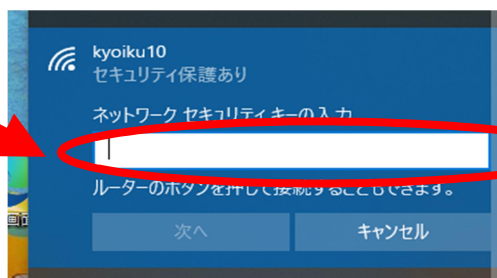 kyoiku10
セキュリティ保護あり
ネットワーク セキュリティ キーの入力
ルーターのボタンを押して接続することもできます。
次へ
キャンセル